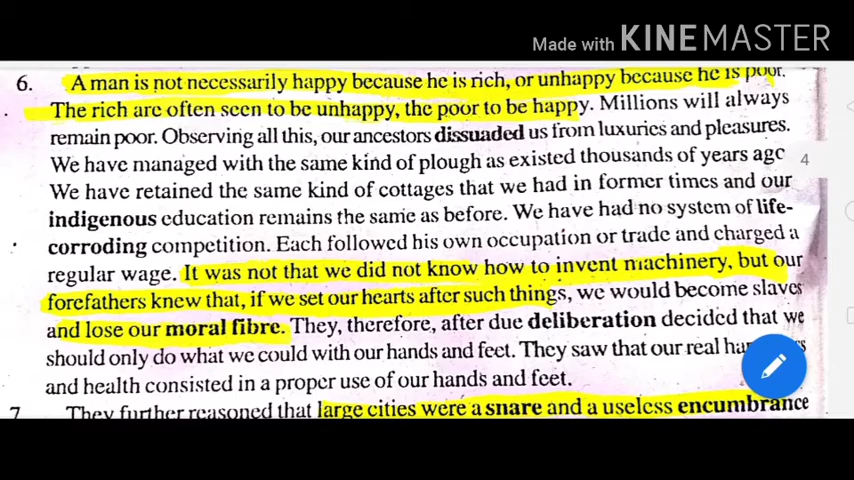 Made with KINEMASTER
6. A man is not necessarily happy because he is rich, or unhappy because he is poor.
The rich are often seen to be unhappy, the poor to be happy. Millions will always
remain poor. Observing all this, our ancestors dissuaded us from luxuries and pleasures.
We have managed with the same kind of plough as existed thousands of years ago
4
We have retained the same kind of cottages that we had in former times and our
indigenous education remains the same as before. We have had no system of life-
corroding competition. Each followed his own occupation or trade and charged a
regular wage. It was not that we did not know how to invent machinery, but our
forefathers knew that, if we set our hearts after such things, we would become slaves
and lose our moral fibre. They, therefore, after due deliberation decided that we
should only do what we could with our hands and feet. They saw that our real
and health consisted in a proper use of our hands and feet.
7. They further reasoned that large cities were a snare and a useless encumbrance